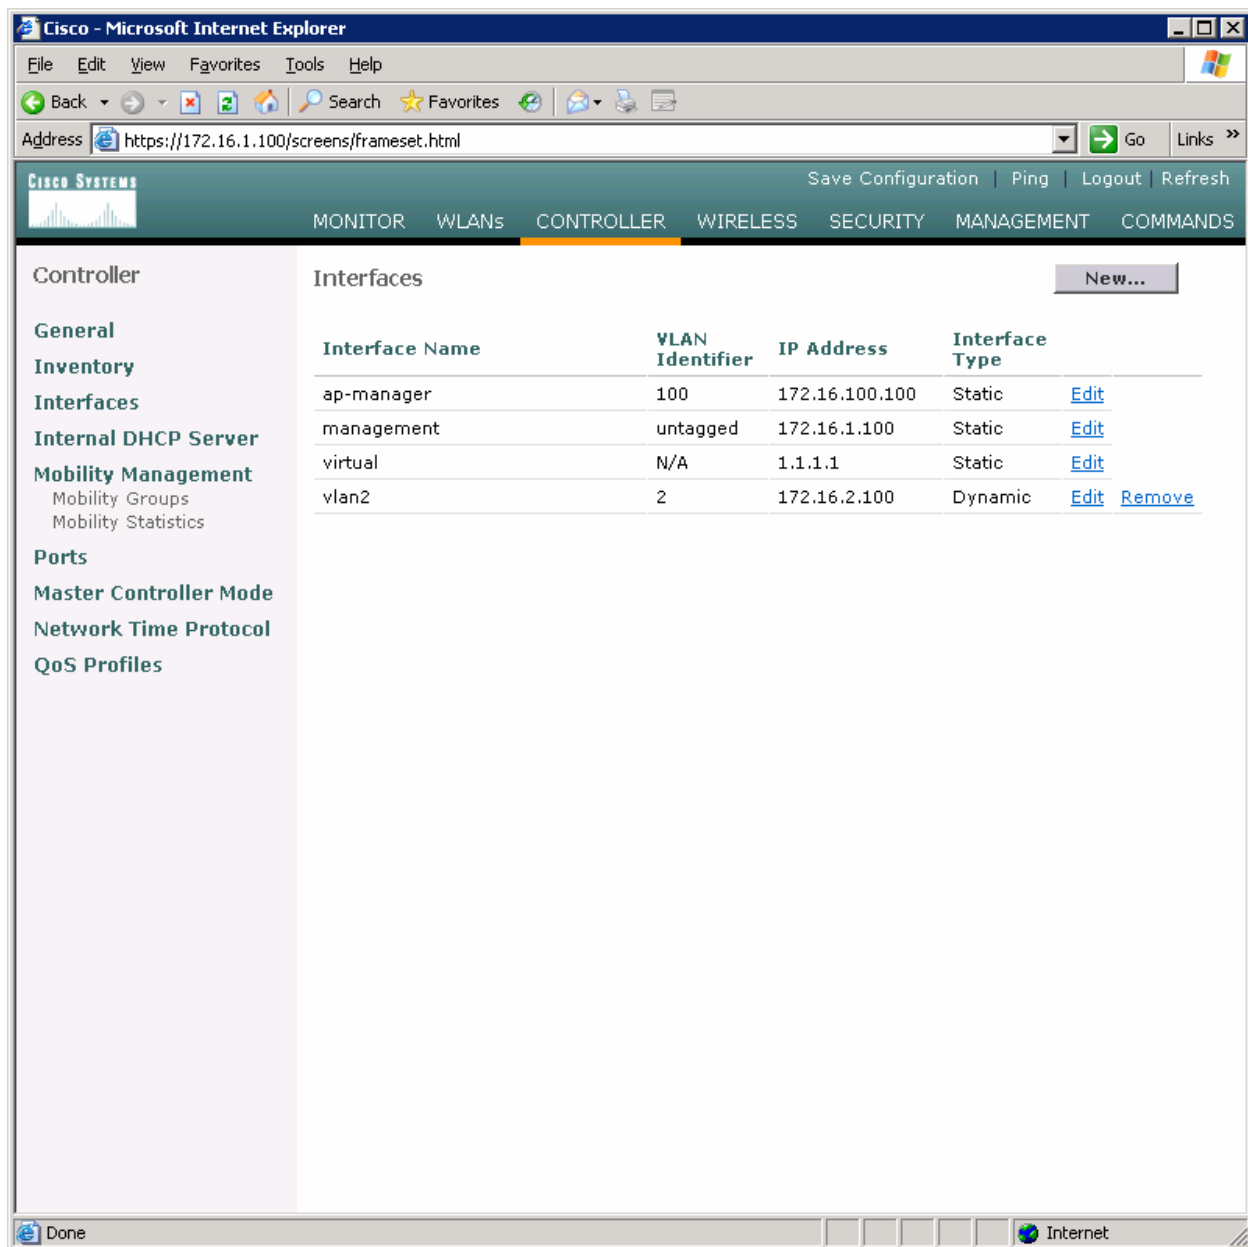 Cisco - Microsoft Internet Explorer
File Edit View Favorites Tools Help
Back Search Favorites
Address https://172.16.1.100/screens/frameset.html Go Links »
CISCO SYSTEMS
Save Configuration | Ping | Logout | Refresh
MONITOR WLANs CONTROLLER WIRELESS SECURITY MANAGEMENT COMMANDS
Controller
General
Inventory
Interfaces
Internal DHCP Server
Mobility Management
Mobility Groups
Mobility Statistics
Ports
Master Controller Mode
Network Time Protocol
QoS Profiles
Interfaces New...
Interface Name VLAN Identifier IP Address Interface Type
ap-manager 100 172.16.100.100 Static Edit
management untagged 172.16.1.100 Static Edit
virtual N/A 1.1.1.1 Static Edit
vlan2 2 172.16.2.100 Dynamic Edit Remove
Done Internet